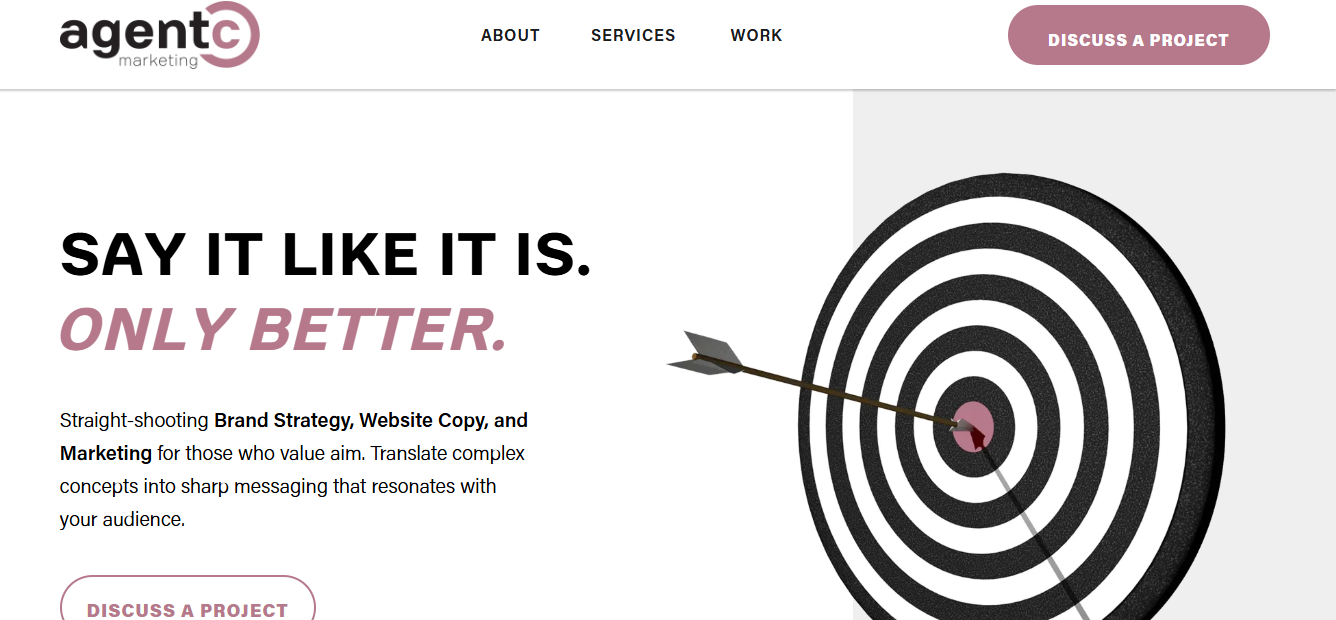 agentc
marketing
ABOUT
SERVICES
WORK
DISCUSS A PROJECT
SAY IT LIKE IT IS.
ONLY BETTER.
Straight-shooting Brand Strategy, Website Copy, and
Marketing for those who value aim. Translate complex
concepts into sharp messaging that resonates with
your audience.
DISCUSS A PROJECT